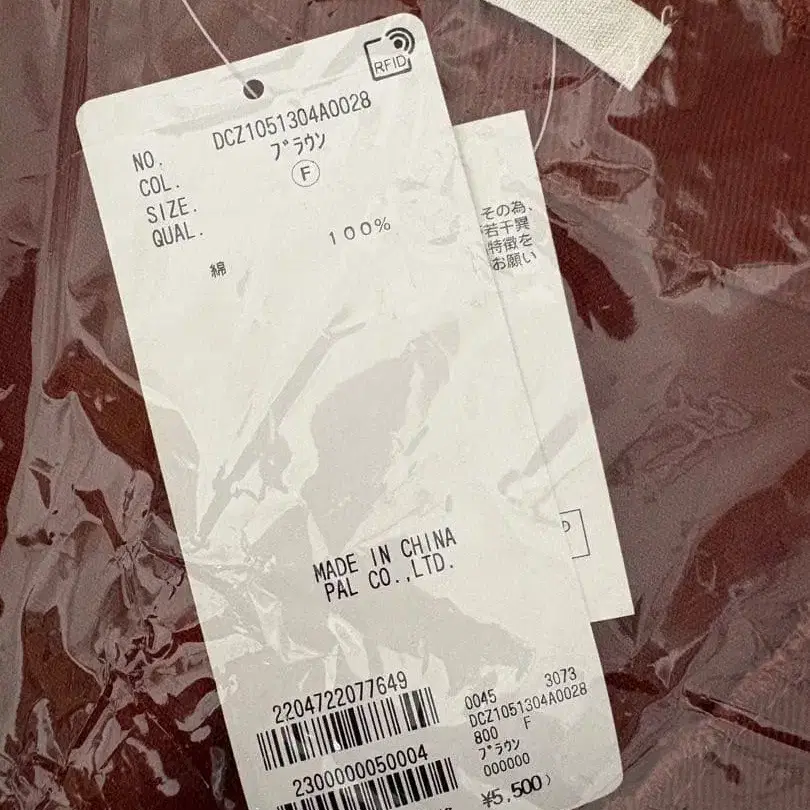 RFID
NO. DCZ1051304A0028
COL. ﾌﾞﾗｳﾝ
SIZE. F
QUAL.
綿 100%
MADE IN CHINA
PAL CO.,LTD.
2204722077649
2300000050004
0045 3073
DCZ1051304A0028
800 F
ﾌﾞﾗｳﾝ
000000
¥5,500)
その為、
若干異
特徴を
お願い